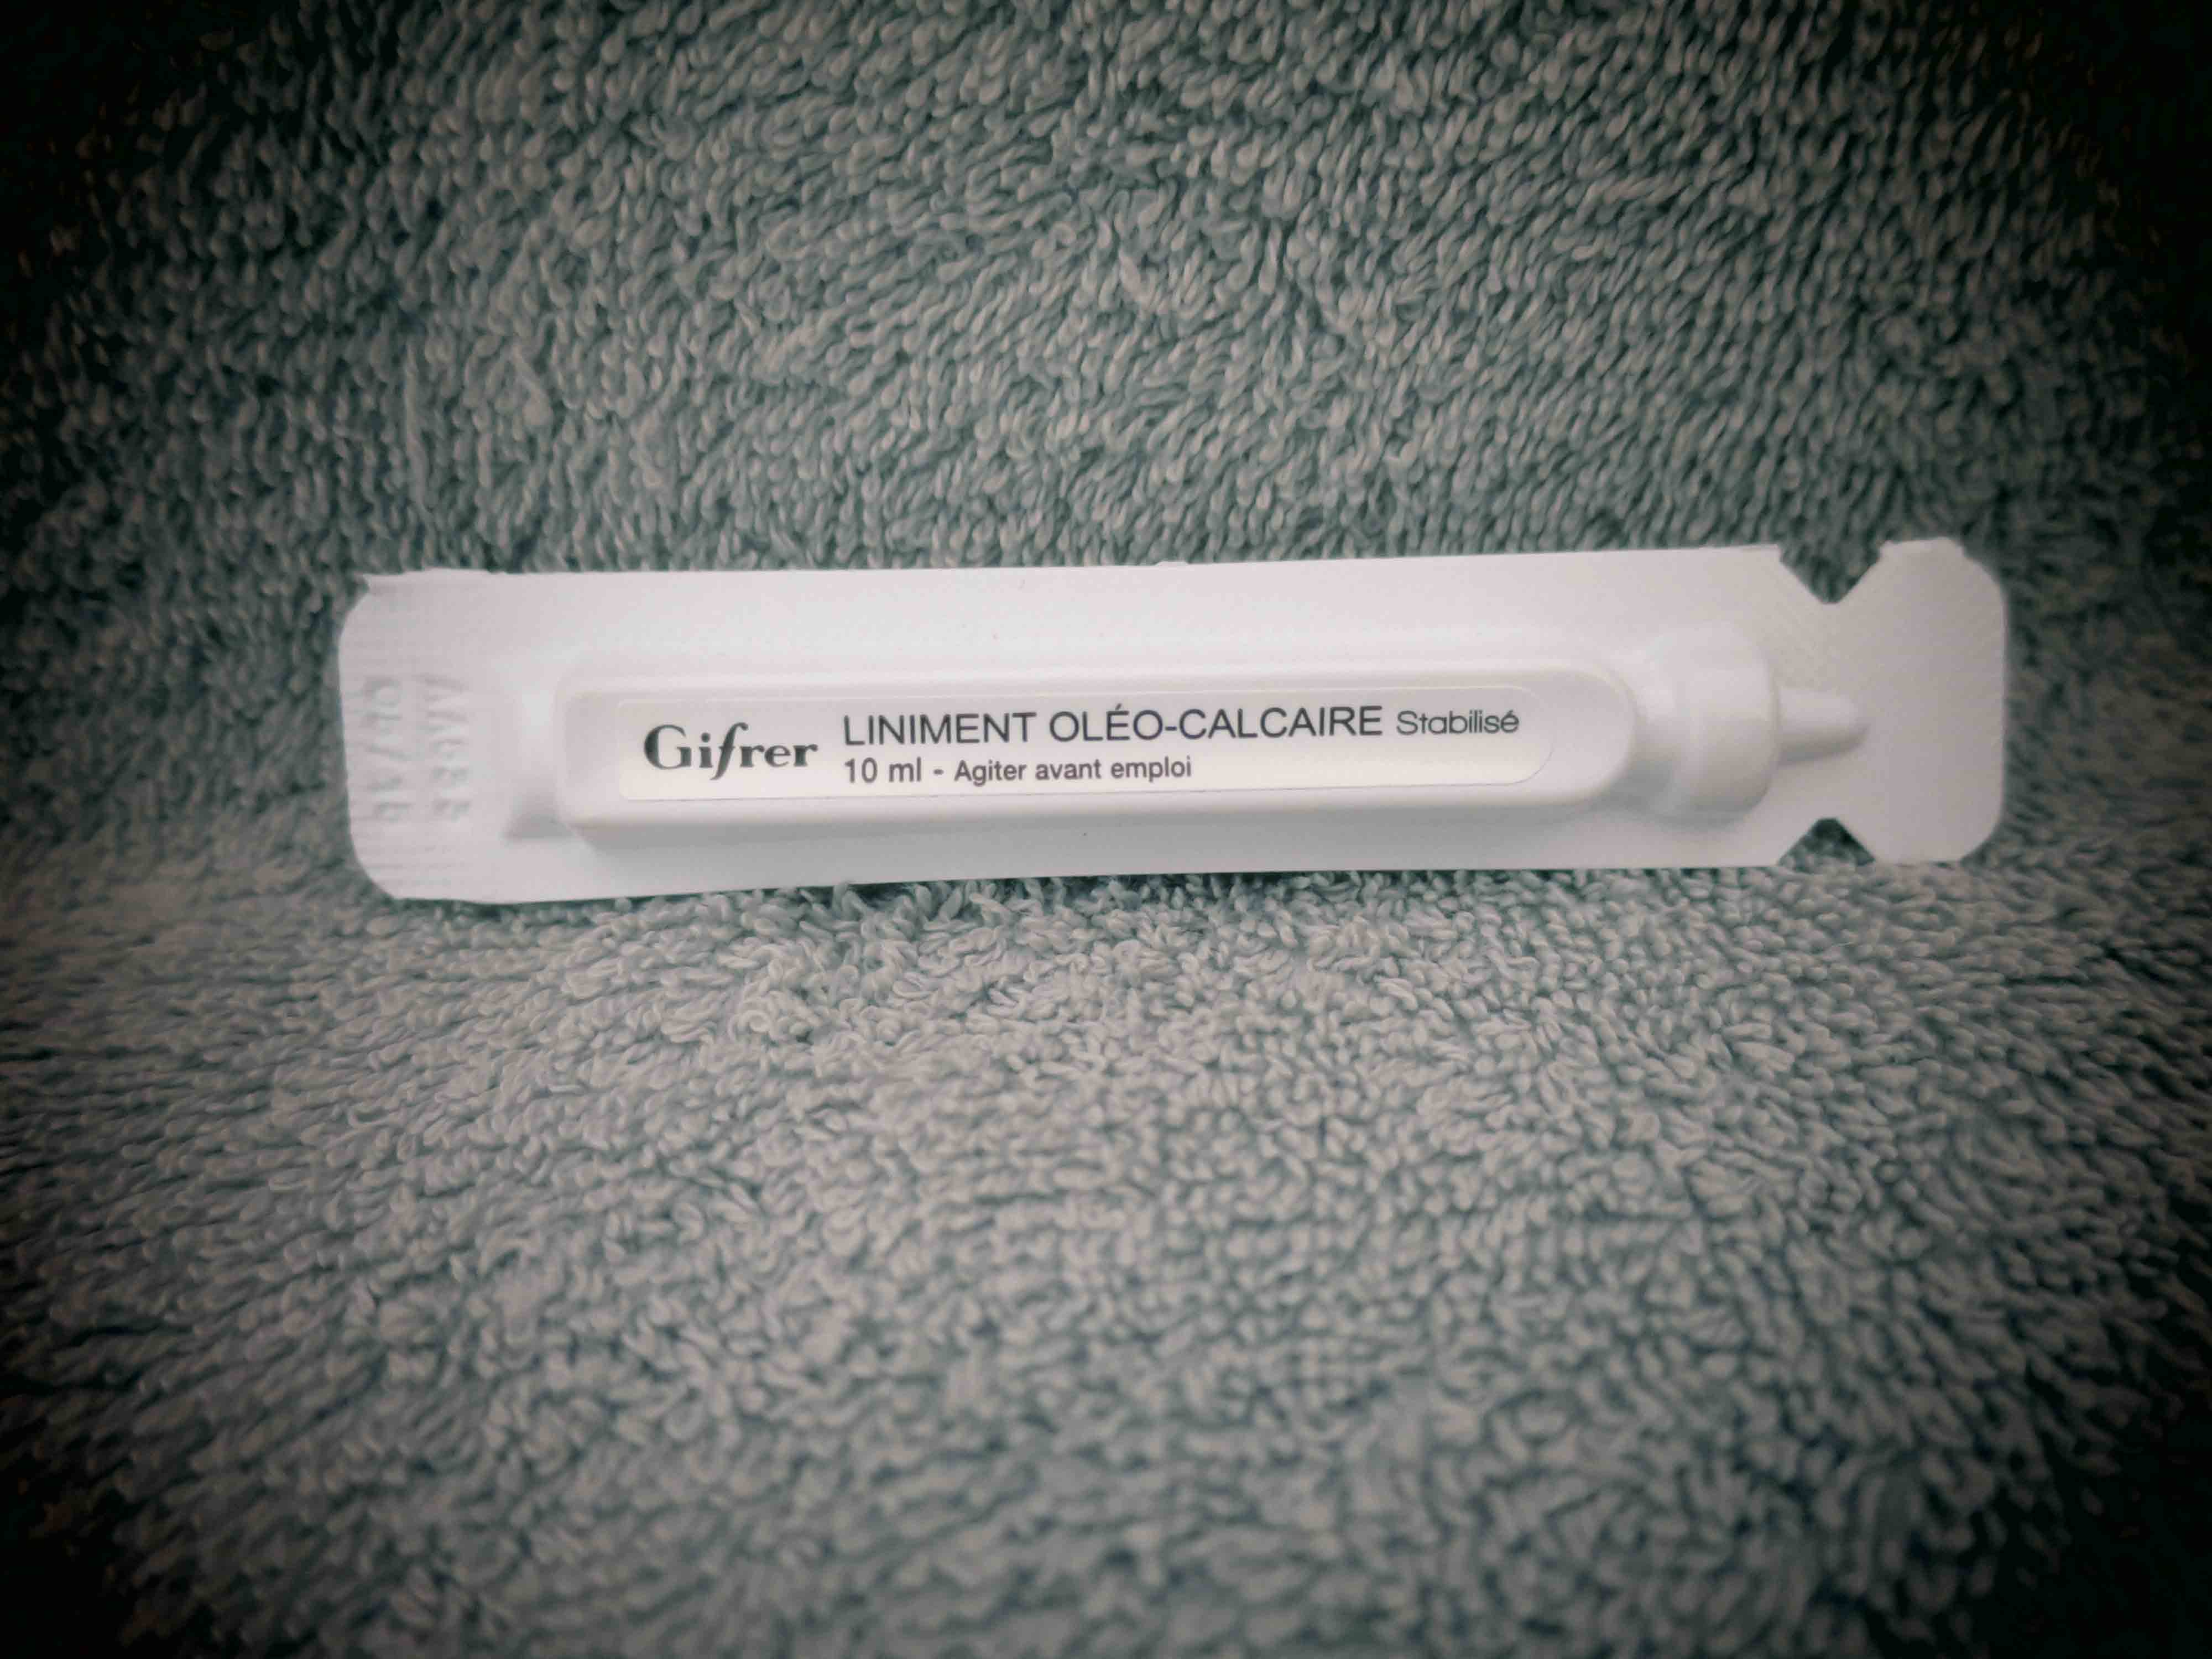 Gifrer
LINIMENT OLÉO-CALCAIRE Stabilisé
10 ml - Agiter avant emploi